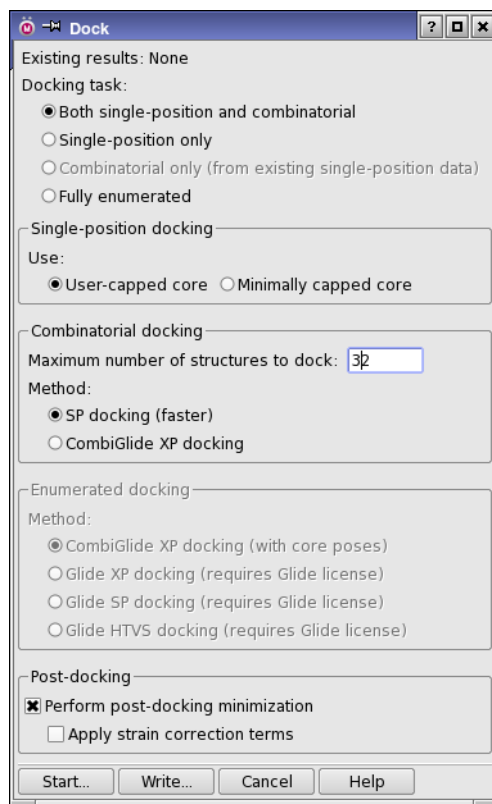 Dock
?
Existing results: None
Docking task:
Both single-position and combinatorial
Single-position only
Combinatorial only (from existing single-position data)
Fully enumerated
Single-position docking
Use:
User-capped core Minimally capped core
Combinatorial docking
Maximum number of structures to dock: 32
Method:
SP docking (faster)
CombiGlide XP docking
Enumerated docking
Method:
CombiGlide XP docking (with core poses)
Glide XP docking (requires Glide license)
Glide SP docking (requires Glide license)
Glide HTVS docking (requires Glide license)
Post-docking
Perform post-docking minimization
Apply strain correction terms
Start... Write... Cancel Help